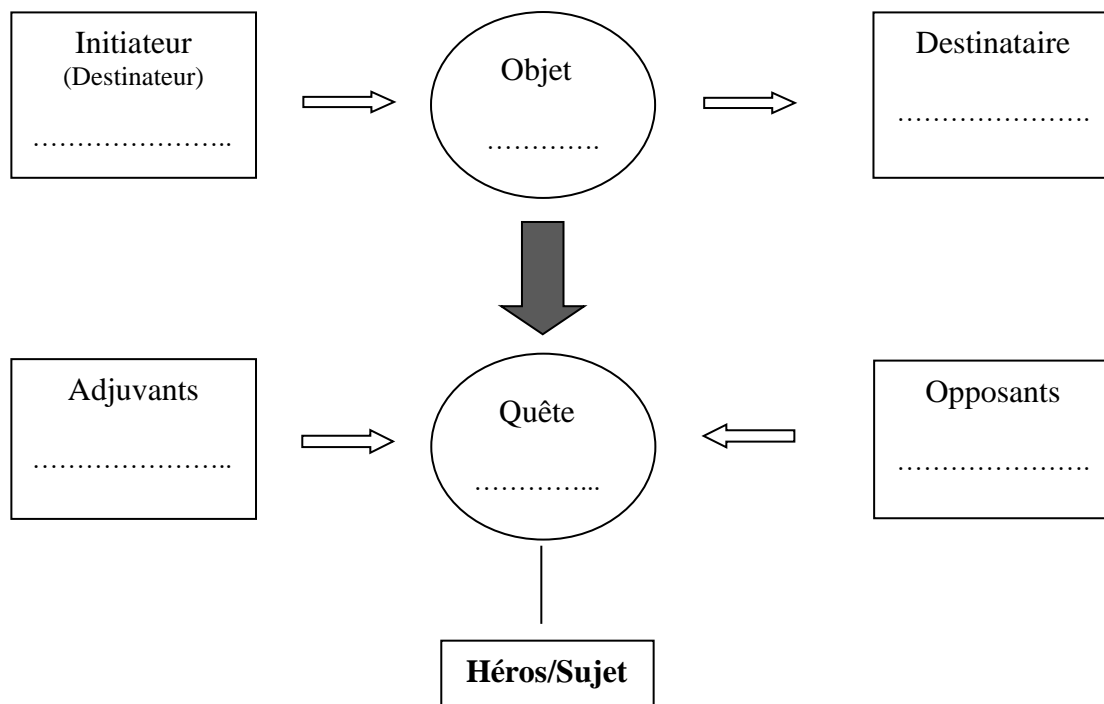 Initiateur
(Destinateur)
…………………..
Objet
………….
Destinataire
………………….
Adjuvants
…………………..
Quête
…………...
Opposants
………………….
Héros/Sujet